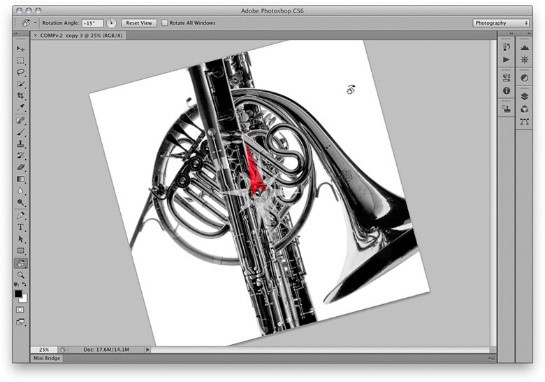 Adobe Photoshop CS6
Rotation Angle: -15° Reset View Rotate All Windows Photography
× COMPv.2 copy 3 @ 25% (RGB/8)
25% Doc: 17.6M/14.1M
Mini Bridge